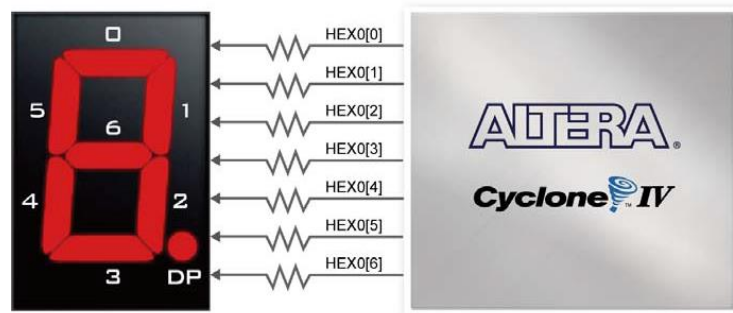 0
5
1
6
4
2
3
DP
HEX0[0]
HEX0[1]
HEX0[2]
HEX0[3]
HEX0[4]
HEX0[5]
HEX0[6]
ALTERA®
Cyclone™ IV